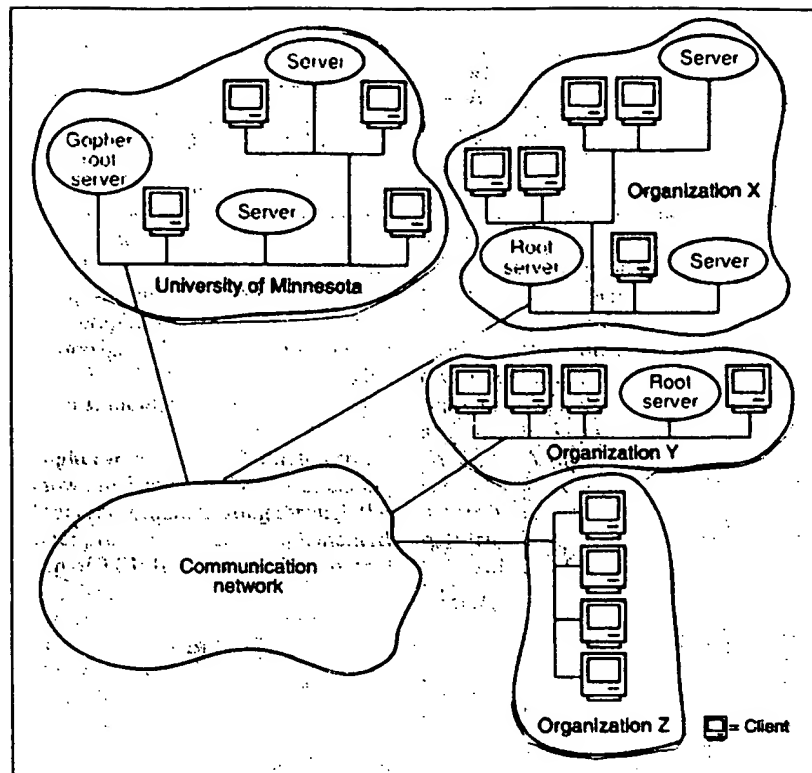 Server
Gopher
root
server
Server
University of Minnesota
Server
Organization X
Root
server
Server
Root
server
Organization Y
Communication
network
Organization Z
= Client